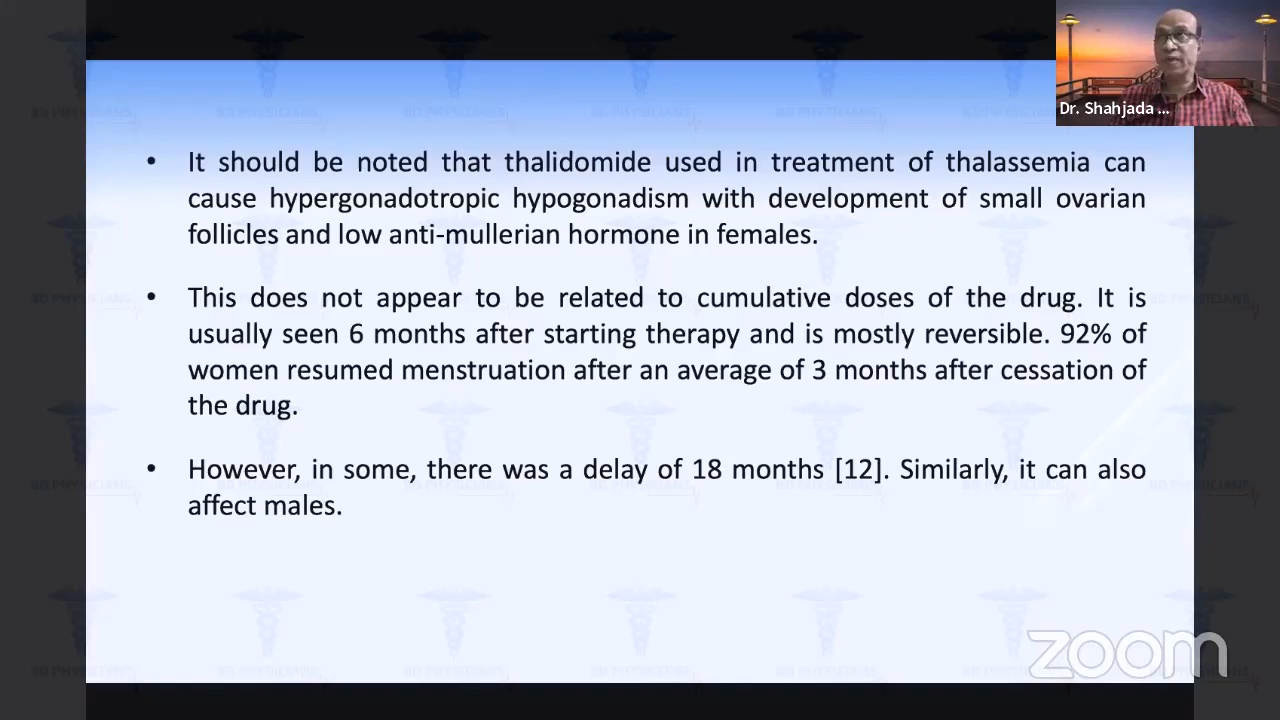 Dr. Shahjada ...
• It should be noted that thalidomide used in treatment of thalassemia can
cause hypergonadotropic hypogonadism with development of small ovarian
follicles and low anti-mullerian hormone in females.
• This does not appear to be related to cumulative doses of the drug. It is
usually seen 6 months after starting therapy and is mostly reversible. 92% of
women resumed menstruation after an average of 3 months after cessation of
the drug.
• However, in some, there was a delay of 18 months [12]. Similarly, it can also
affect males.
zoom
BD PHYSICIANS